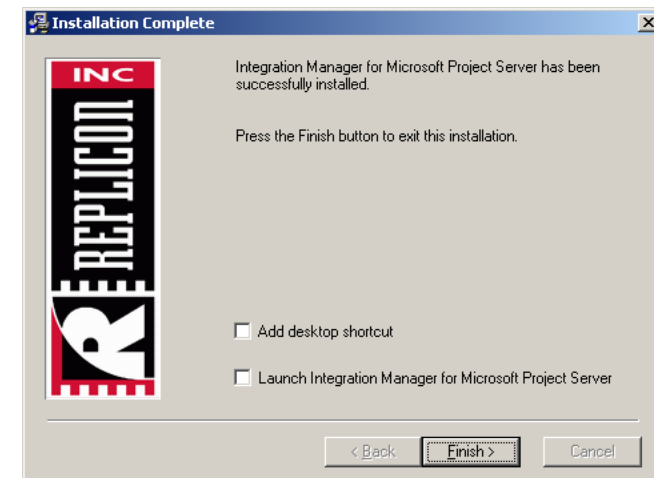 Installation Complete
INC
REPLICON
R
Integration Manager for Microsoft Project Server has been
successfully installed.
Press the Finish button to exit this installation.
Add desktop shortcut
Launch Integration Manager for Microsoft Project Server
< Back
Finish >
Cancel